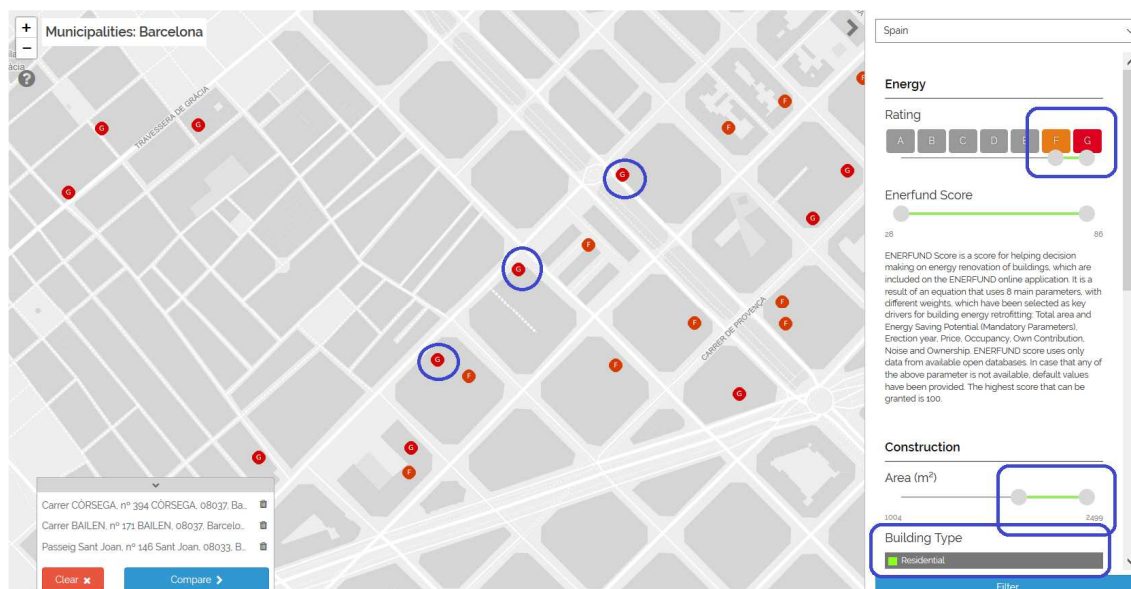 +
Municipalities: Barcelona
−
?
TRAVESSERA DE GRÀCIA
G
G
G
G
G
F
F
F
G
G
G
F
F
F
F
CARRER DE PROVENÇA
G
F
F
G
G
G
F
Carrer CÒRSEGA, nº 394 CÒRSEGA, 08037, Ba...
Carrer BAILEN, nº 171 BAILEN, 08037, Barcelo...
Passeig Sant Joan, nº 146 Sant Joan, 08033, B...
Clear ×
Compare
Spain
Energy
Rating
A B C D E F G
Enerfund Score
28 86
ENERFUND Score is a score for helping decision
making on energy renovation of buildings, which are
included on the ENERFUND online application. It is a
result of an equation that uses 8 main parameters, with
different weights, which have been selected as key
drivers for building energy retrofitting: Total area and
Energy Saving Potential (Mandatory Parameters),
Erection year, Price, Occupancy, Own Contribution,
Noise and Ownership. ENERFUND score uses only
data from available open databases. In case that any of
the above parameter is not available, default values
have been provided. The highest score that can be
granted is 100.
Construction
Area (m²)
1004 2499
Building Type
Residential
Filter